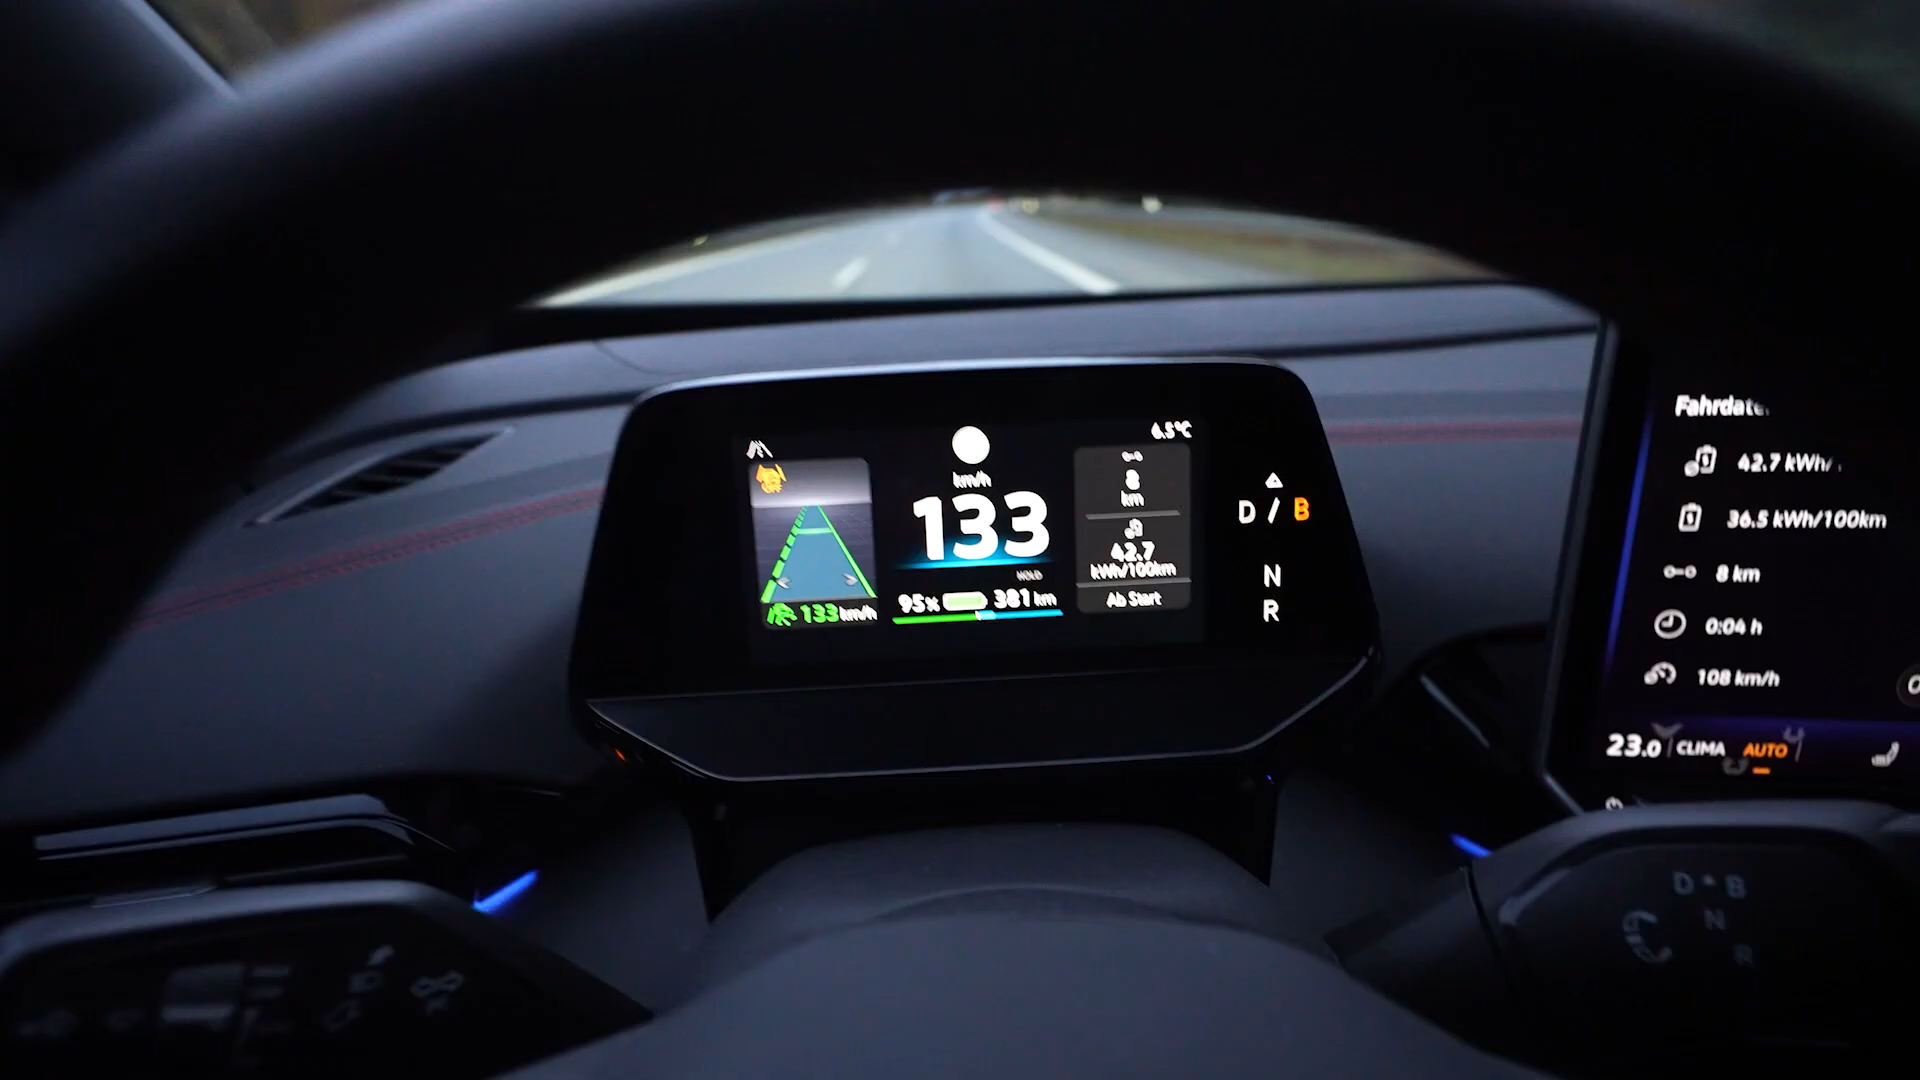 6.5°C
km/h
133
HOLD
95%
381 km
133 km/h
8
km
42.7
kWh/100km
Ab Start
D / B
N
R
42.7 kWh/
36.5 kWh/100km
8 km
0:04 h
108 km/h
23.0
CLIMA
AUTO
D
B
N
R